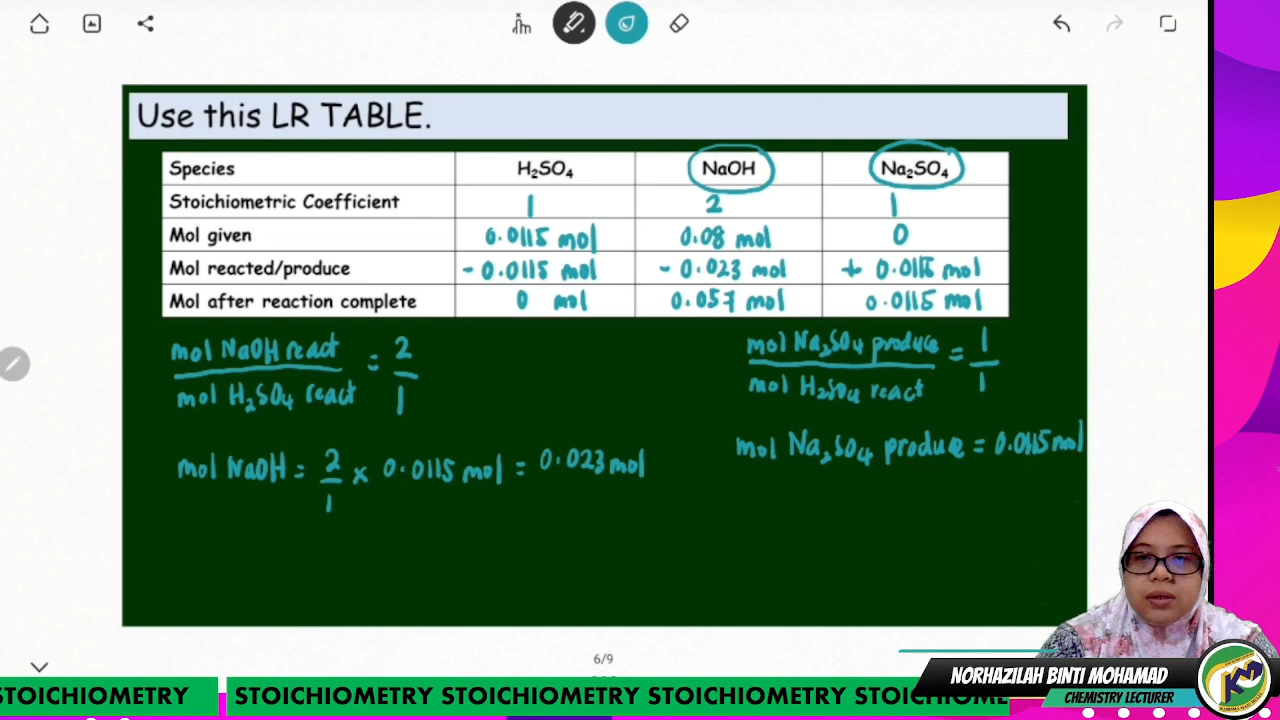 Use this LR TABLE.
Species H₂SO₄ NaOH Na₂SO₄
Stoichiometric Coefficient 1 2 1
Mol given 0.0115 mol 0.08 mol 0
Mol reacted/produce - 0.0115 mol - 0.023 mol + 0.0115 mol
Mol after reaction complete 0 mol 0.057 mol 0.0115 mol
mol NaOH react / mol H₂SO₄ react = 2/1
mol Na₂SO₄ produce / mol H₂SO₄ react = 1/1
mol NaOH = 2/1 x 0.0115 mol = 0.023 mol
mol Na₂SO₄ produce = 0.0115 mol
6/9
NORHAZILAH BINTI MOHAMAD
CHEMISTRY LECTURER
STOICHIOMETRY STOICHIOMETRY STOICHIOMETRY STOICHIOMETRY STOICHIOME